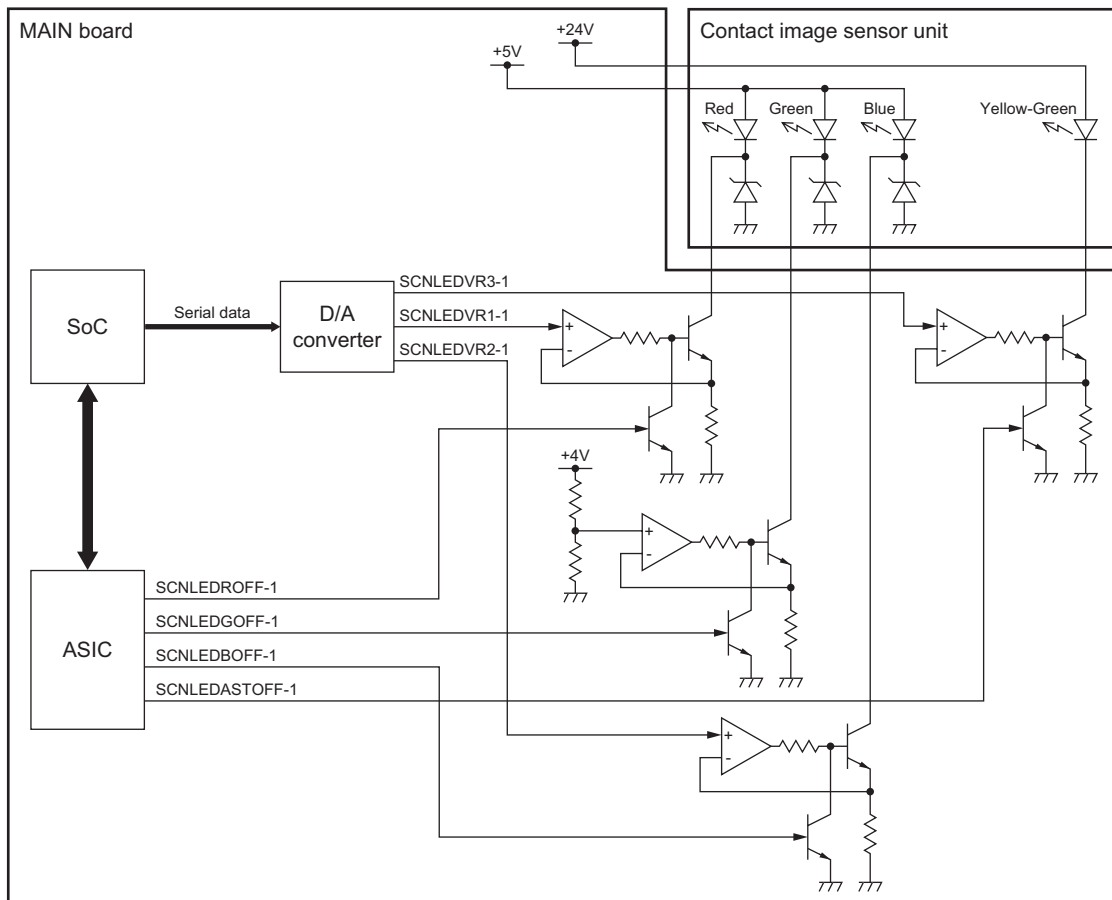 MAIN board
Contact image sensor unit
+24V
+5V
Red
Green
Blue
Yellow-Green
SoC
Serial data
D/A
converter
SCNLEDVR3-1
SCNLEDVR1-1
SCNLEDVR2-1
+
-
+
-
+4V
+
-
ASIC
SCNLEDROFF-1
SCNLEDGOFF-1
SCNLEDBOFF-1
SCNLEDASTOFF-1
+
-